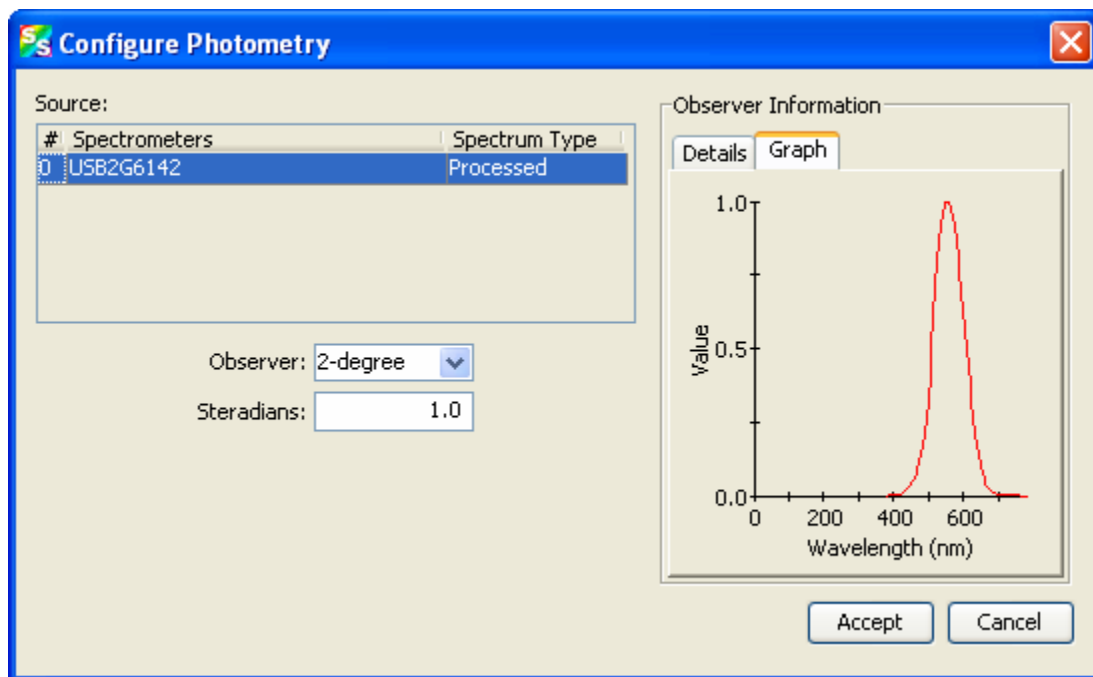 SS Configure Photometry
Source:
# Spectrometers Spectrum Type
0 USB2G6142 Processed
Observer: 2-degree
Steradians: 1.0
Observer Information
Details Graph
1.0
0.5
0.0
Value
0 200 400 600
Wavelength (nm)
Accept Cancel